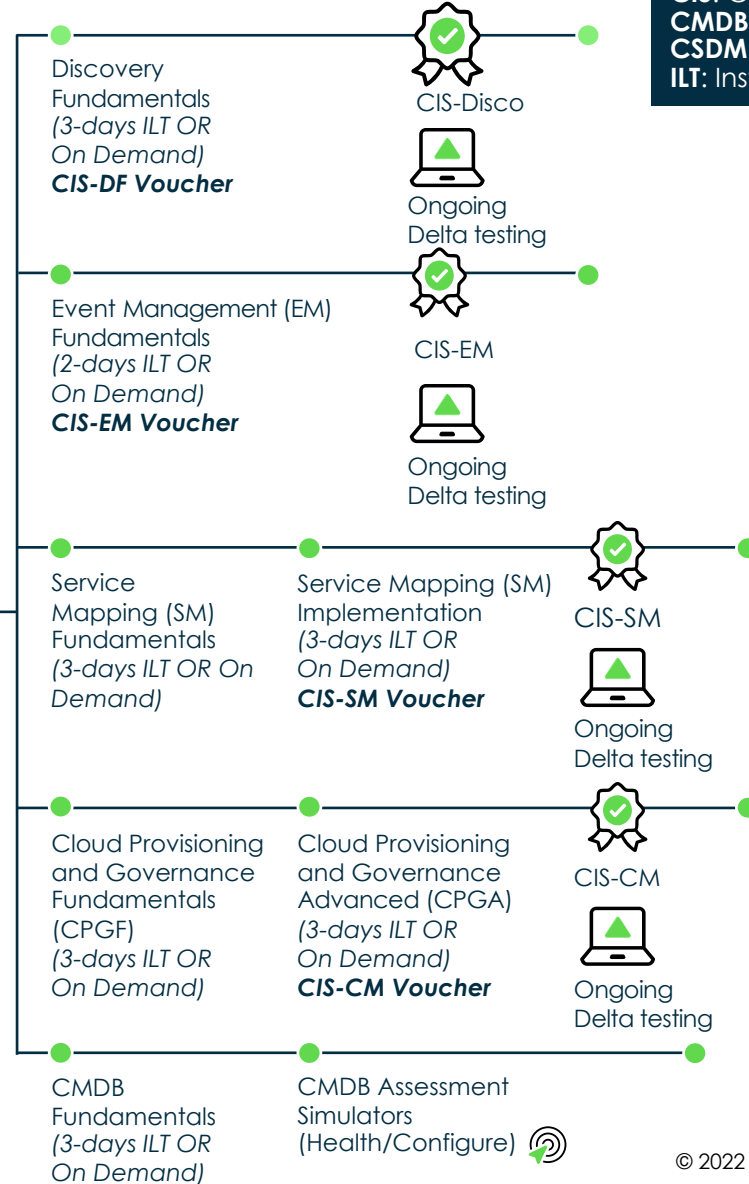 CMDB
CSDM
ILT: Ins
Discovery
Fundamentals
(3-days ILT OR
On Demand)
CIS-DF Voucher
CIS-Disco
Ongoing
Delta testing
Event Management (EM)
Fundamentals
(2-days ILT OR
On Demand)
CIS-EM Voucher
CIS-EM
Ongoing
Delta testing
Service
Mapping (SM)
Fundamentals
(3-days ILT OR On
Demand)
Service Mapping (SM)
Implementation
(3-days ILT OR
On Demand)
CIS-SM Voucher
CIS-SM
Ongoing
Delta testing
Cloud Provisioning
and Governance
Fundamentals
(CPGF)
(3-days ILT OR
On Demand)
Cloud Provisioning
and Governance
Advanced (CPGA)
(3-days ILT OR
On Demand)
CIS-CM Voucher
CIS-CM
Ongoing
Delta testing
CMDB
Fundamentals
(3-days ILT OR
On Demand)
CMDB Assessment
Simulators
(Health/Configure)
© 2022